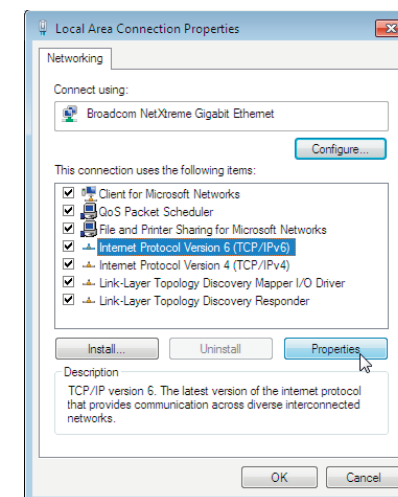 Local Area Connection Properties
Networking
Connect using:
Broadcom NetXtreme Gigabit Ethernet
Configure...
This connection uses the following items:
Client for Microsoft Networks
QoS Packet Scheduler
File and Printer Sharing for Microsoft Networks
Internet Protocol Version 6 (TCP/IPv6)
Internet Protocol Version 4 (TCP/IPv4)
Link-Layer Topology Discovery Mapper I/O Driver
Link-Layer Topology Discovery Responder
Install... Uninstall Properties
Description
TCP/IP version 6. The latest version of the internet protocol
that provides communication across diverse interconnected
networks.
OK Cancel